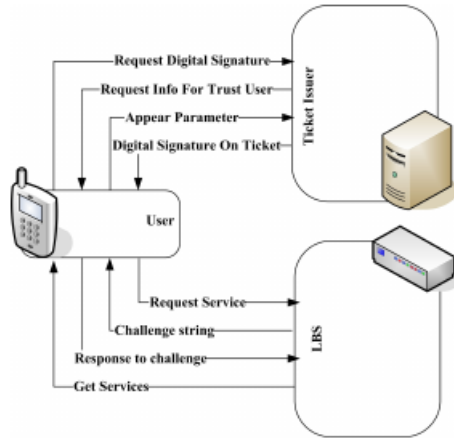 Request Digital Signature
Request Info For Trust User
Appear Parameter
Digital Signature On Ticket
Ticket Issuer
User
Request Service
Challenge string
Response to challenge
Get Services
LBS